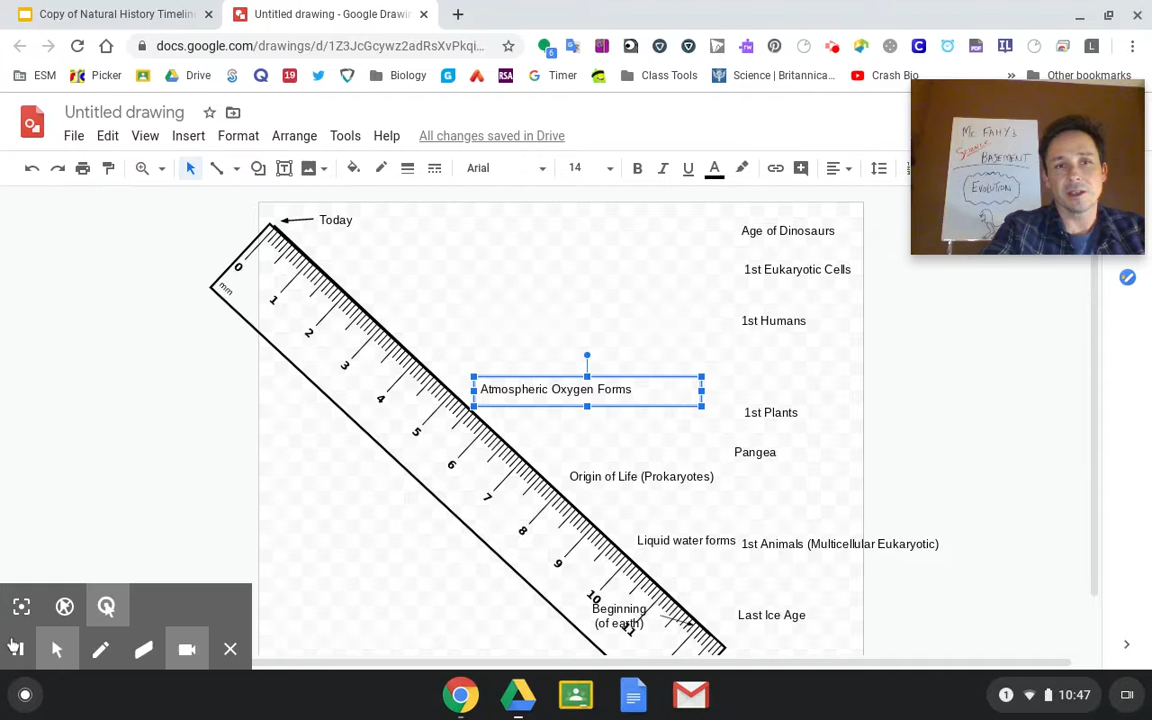 Copy of Natural History Timelin
Untitled drawing - Google Drawin
docs.google.com/drawings/d/1Z3JcGcywz2adRsXvPkqi...
ESM
Picker
Drive
19
Biology
RSA
Timer
Class Tools
Science | Britannica...
Crash Bio
Other bookmarks
Untitled drawing
File Edit View Insert Format Arrange Tools Help All changes saved in Drive
Arial
14
B I U A
Today
Age of Dinosaurs
1st Eukaryotic Cells
1st Humans
Atmospheric Oxygen Forms
1st Plants
Pangea
Origin of Life (Prokaryotes)
Liquid water forms
1st Animals (Multicellular Eukaryotic)
Beginning
(of earth)
Last Ice Age
0
mm
1
2
3
4
5
6
7
8
9
10
11
Mr FAHY's
Science
BASEMENT
EVOLUTION
1
10:47